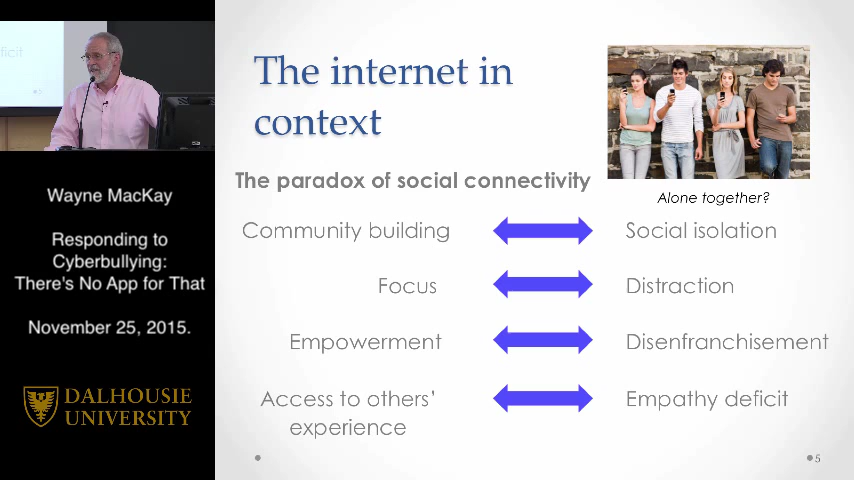 icit
Wayne MacKay
Responding to
Cyberbullying:
There's No App for That
November 25, 2015.
DALHOUSIE
UNIVERSITY
The internet in
context
The paradox of social connectivity
Alone together?
Community building
Social isolation
Focus
Distraction
Empowerment
Disenfranchisement
Access to others'
experience
Empathy deficit
5